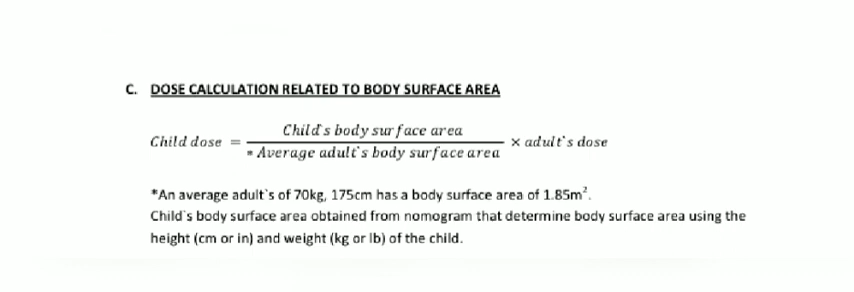 C. DOSE CALCULATION RELATED TO BODY SURFACE AREA
Child dose = Child's body surface area / * Average adult's body surface area × adult's dose
*An average adult`s of 70kg, 175cm has a body surface area of 1.85m².
Child`s body surface area obtained from nomogram that determine body surface area using the
height (cm or in) and weight (kg or lb) of the child.